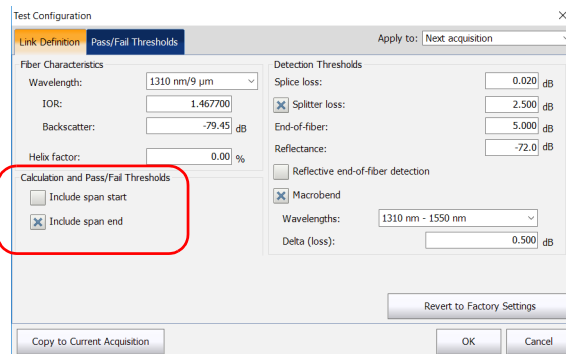 Test Configuration
Link Definition
Pass/Fail Thresholds
Apply to: Next acquisition
Fiber Characteristics
Wavelength: 1310 nm/9 µm
IOR: 1.467700
Backscatter: -79.45 dB
Helix factor: 0.00 %
Calculation and Pass/Fail Thresholds
Include span start
Include span end
Detection Thresholds
Splice loss: 0.020 dB
Splitter loss: 2.500 dB
End-of-fiber: 5.000 dB
Reflectance: -72.0 dB
Reflective end-of-fiber detection
Macrobend
Wavelengths: 1310 nm - 1550 nm
Delta (loss): 0.500 dB
Revert to Factory Settings
Copy to Current Acquisition
OK
Cancel